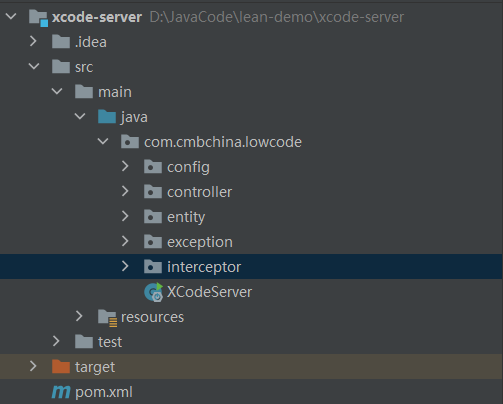 xcode-server D:\JavaCode\lean-demo\xcode-server
.idea
src
main
java
com.cmbchina.lowcode
config
controller
entity
exception
interceptor
XCodeServer
resources
test
target
m pom.xml